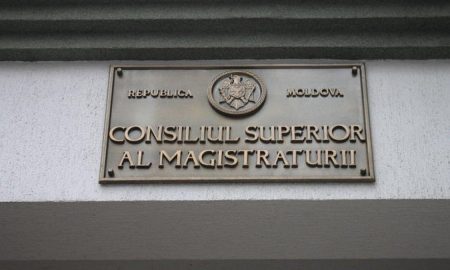 REPUBLICA MOLDOVA
CONSILIUL SUPERIOR
AL MAGISTRATURII